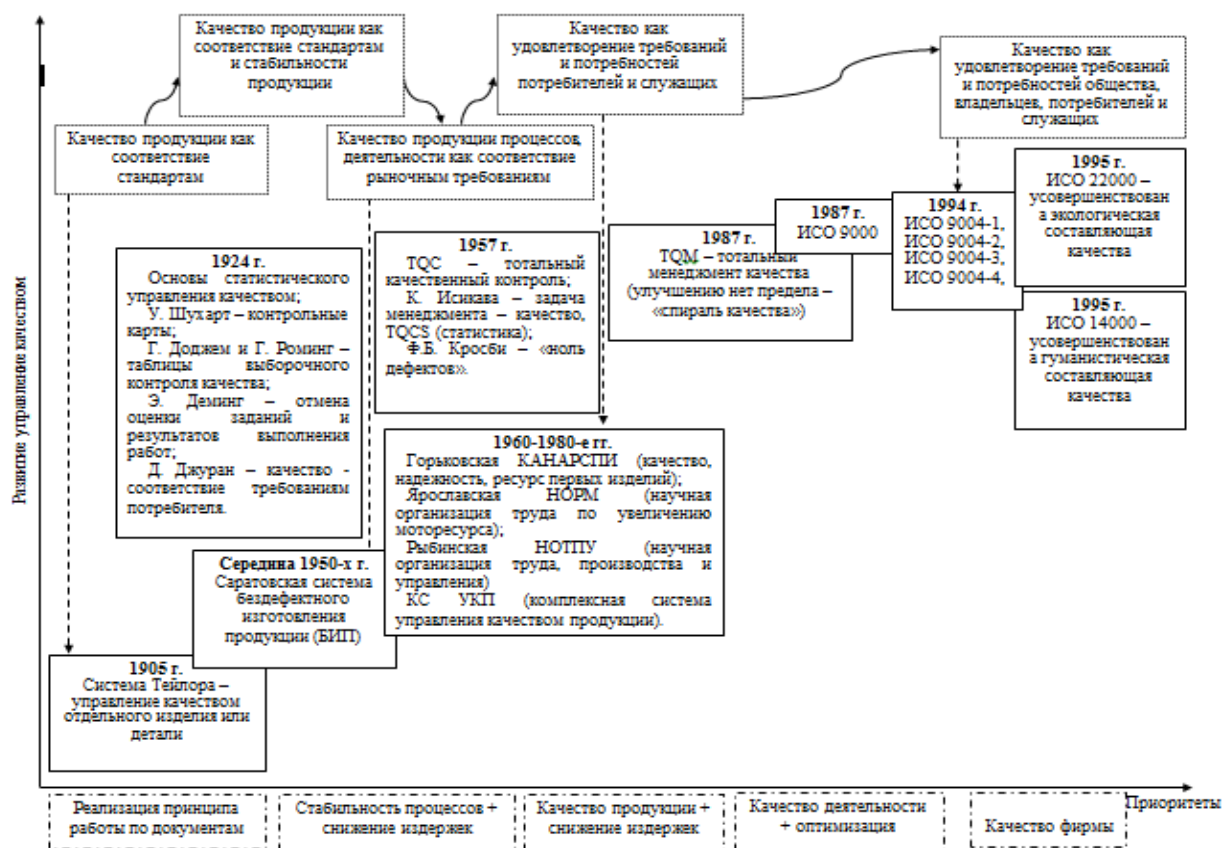 Качество продукции как
соответствие стандартам
и стабильности
продукции
Качество как
удовлетворение требований
и потребностей
потребителей и служащих
Качество как
удовлетворение требований
и потребностей общества,
владельцев, потребителей и
служащих
Качество продукции как
соответствие
стандартам
Качество продукции процессов,
деятельности как соответствие
рыночным требованиям
1995 г.
ИСО 22000 –
усовершенствован
а экологическая
составляющая
качества
1994 г.
ИСО 9004-1,
ИСО 9004-2,
ИСО 9004-3,
ИСО 9004-4,
1987 г.
ИСО 9000
1987 г.
TQM – тотальный
менеджмент качества
(улучшению нет предела –
«спираль качества»)
1957 г.
TQC – тотальный
качественный контроль;
К. Исикава – задача
менеджмента – качество,
TQCS (статистика);
Ф.Б. Кросби – «ноль
дефектов».
1924 г.
Основы статистического
управления качеством;
У. Шухарт – контрольные
карты;
Г. Доджем и Г. Роминг –
таблицы выборочного
контроля качества;
Э. Деминг – отмена
оценки заданий и
результатов выполнения
работ;
Д. Джуран – качество -
соответствие требованиям
потребителя.
1995 г.
ИСО 14000 –
усовершенствован
а гуманистическая
составляющая
качества
1960-1980-е гг.
Горьковская КАНАРСПИ (качество,
надежность, ресурс первых изделий);
Ярославская НОРМ (научная
организация труда по увеличению
моторесурса);
Рыбинская НОТПУ (научная
организация труда, производства и
управления)
КС УКП (комплексная система
управления качеством продукции).
Середина 1950-х г.
Саратовская система
бездефектного
изготовления
продукции (БИП)
1905 г.
Система Тейлора –
управление качеством
отдельного изделия или
детали
Развитие управление качеством
Приоритеты
Реализация принципа
работы по документам
Стабильность процессов +
снижение издержек
Качество продукции +
снижение издержек
Качество деятельности
+ оптимизация
Качество фирмы